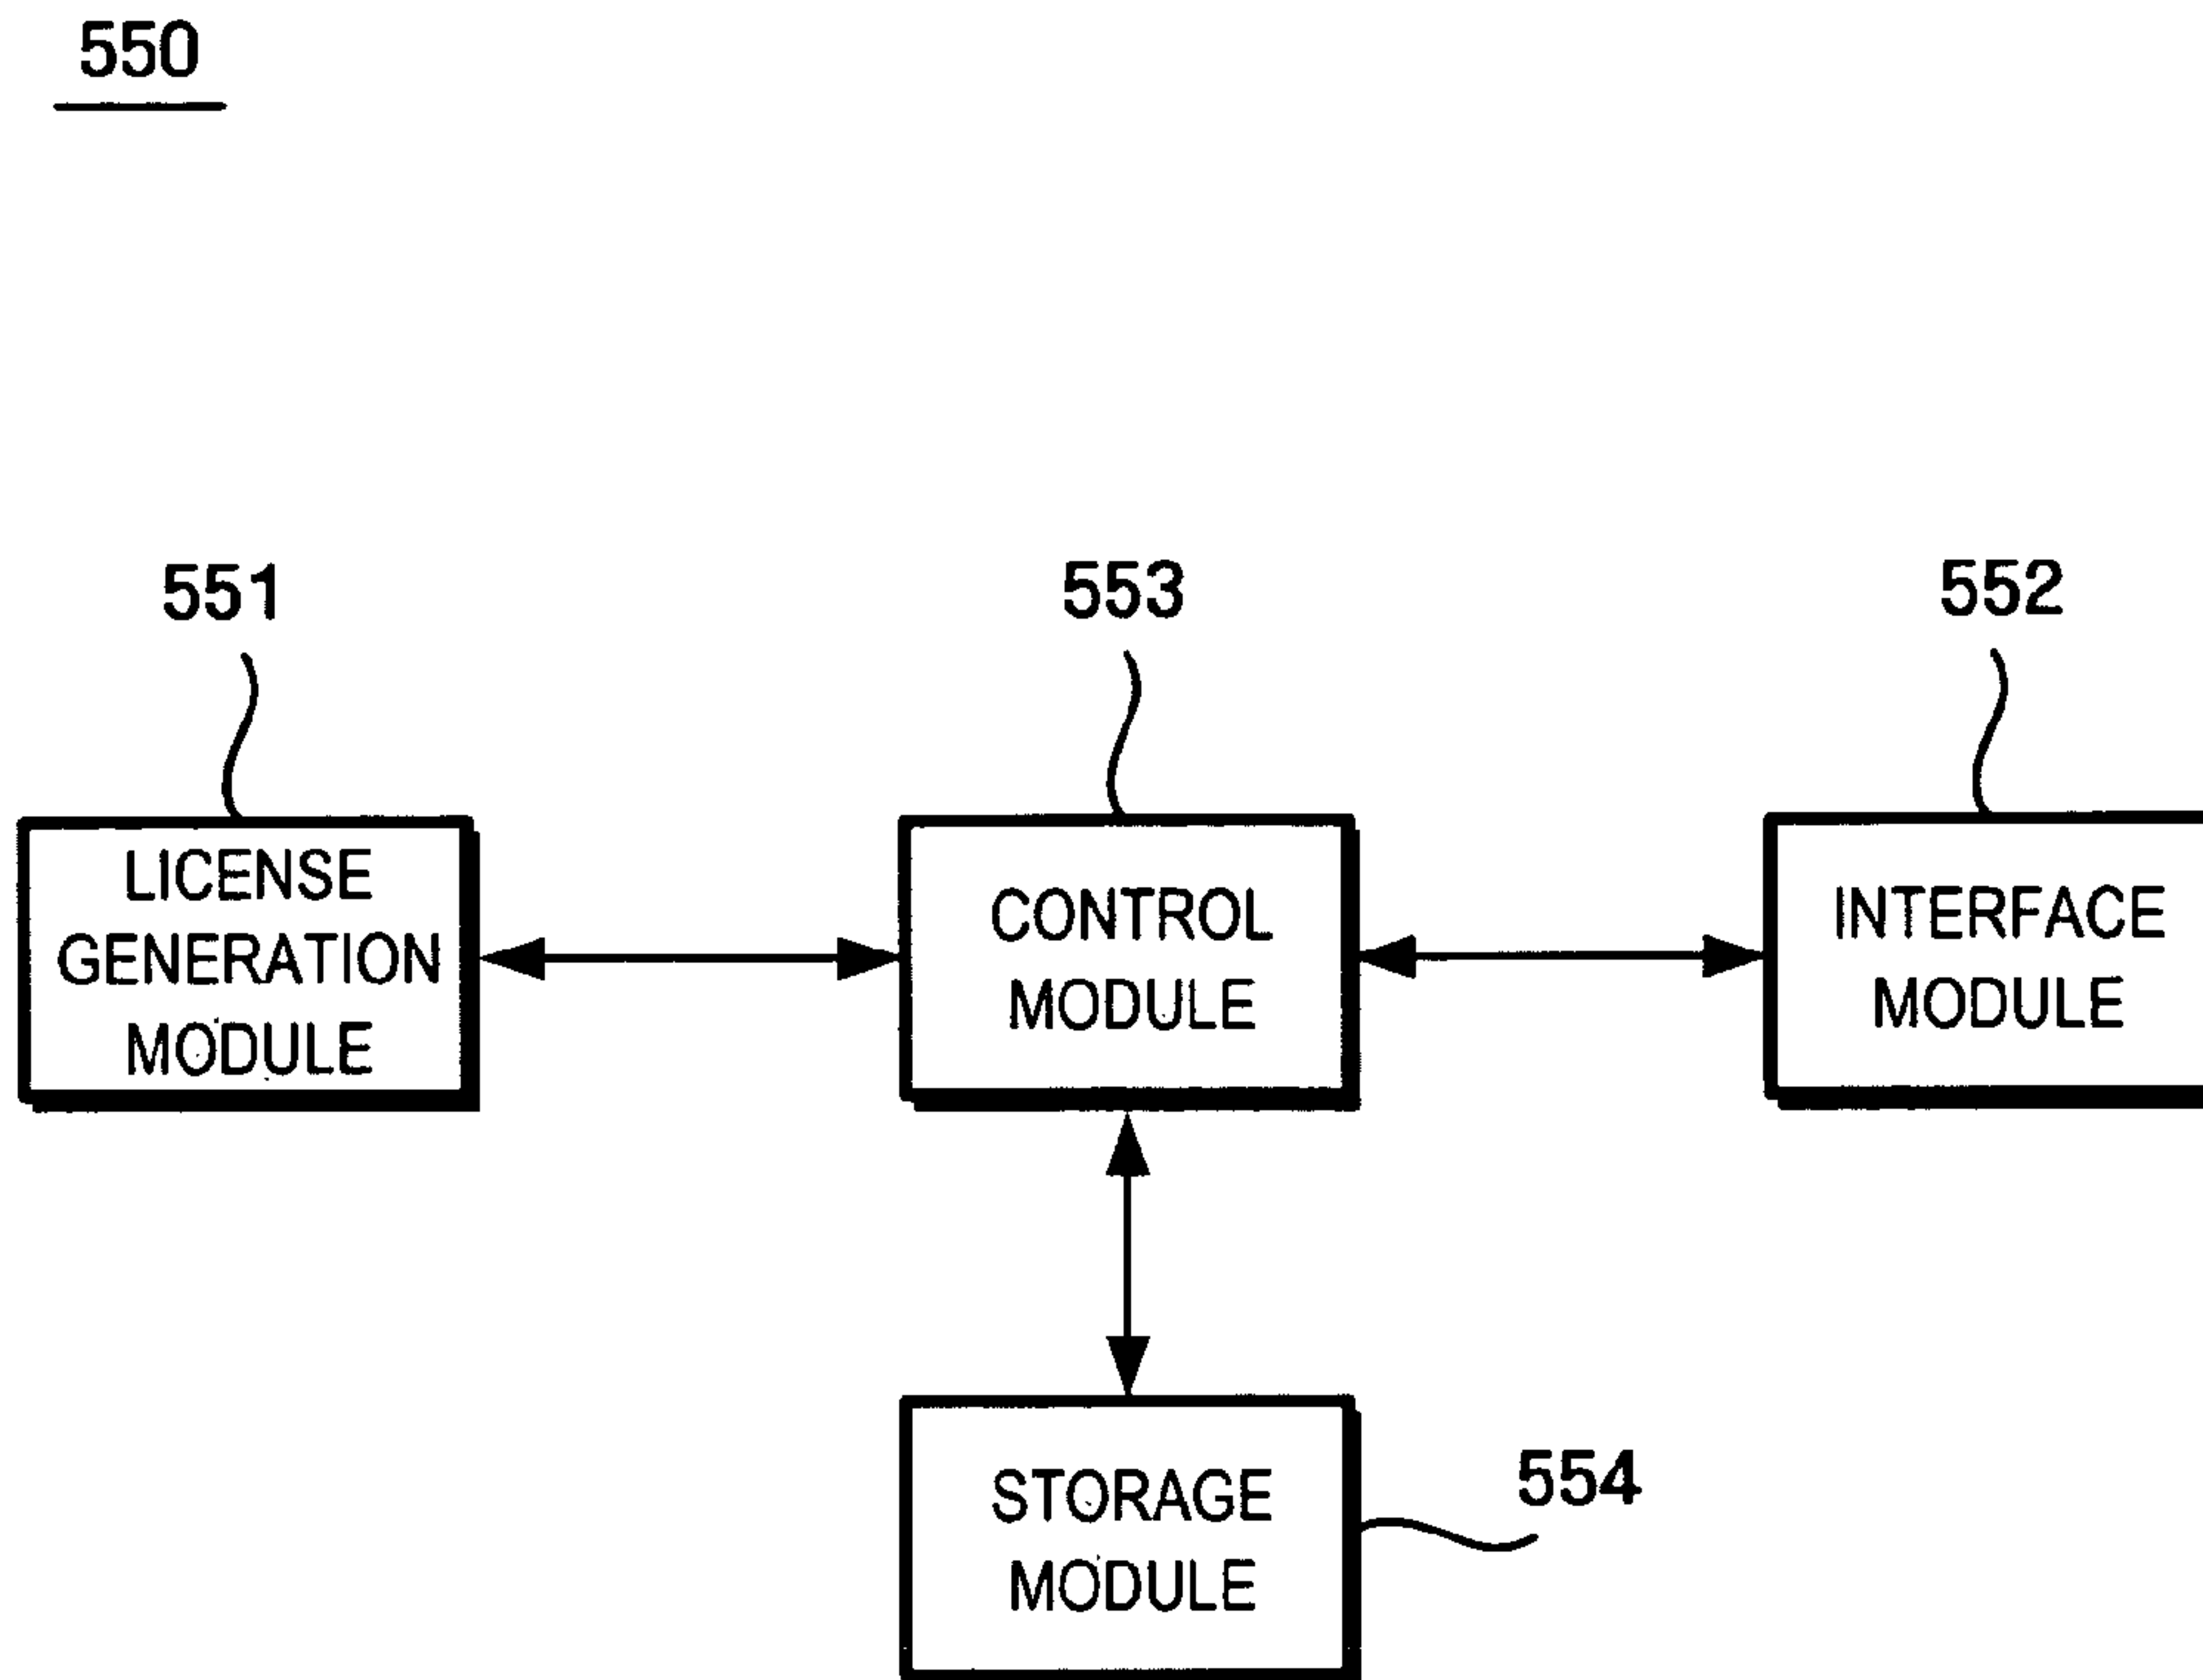 550
551
553
552
LICENSE
GENERATION
MODULE
CONTROL
MODULE
INTERFACE
MODULE
STORAGE
MODULE
554